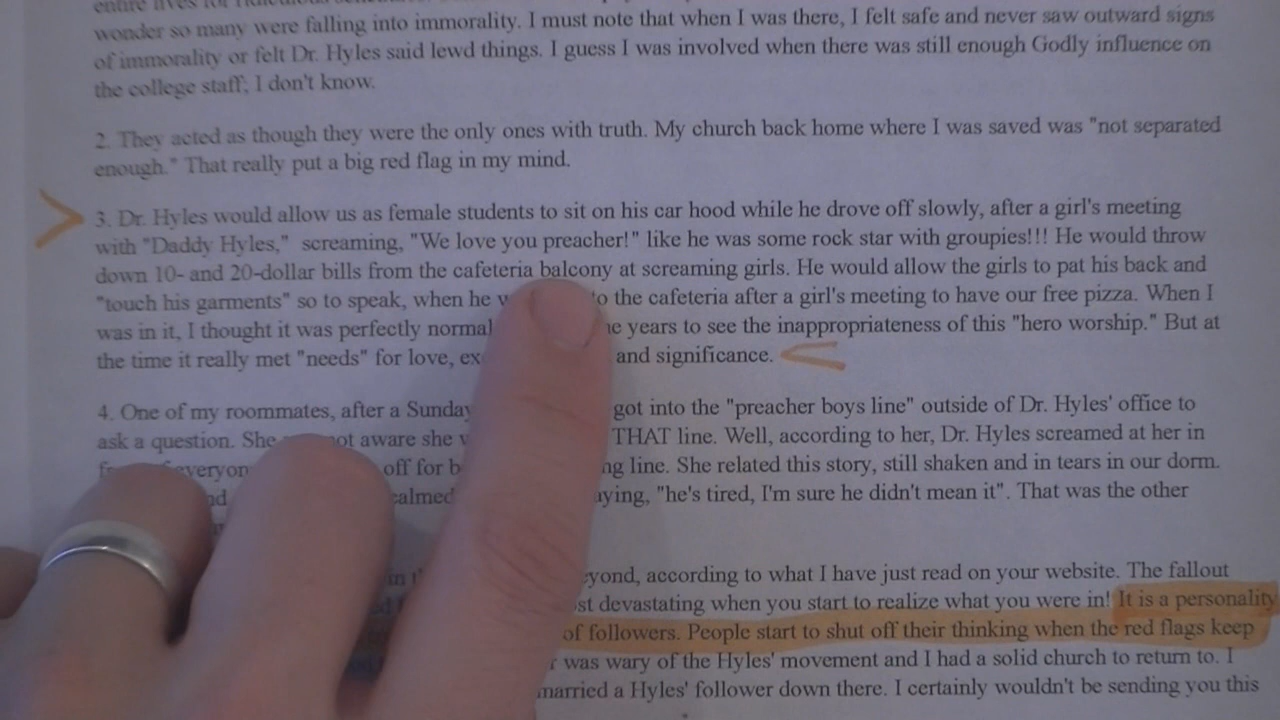 entire lives for ridiculous
wonder so many were falling into immorality. I must note that when I was there, I felt safe and never saw outward signs
of immorality or felt Dr. Hyles said lewd things. I guess I was involved when there was still enough Godly influence on
the college staff; I don't know.
2. They acted as though they were the only ones with truth. My church back home where I was saved was "not separated
enough." That really put a big red flag in my mind.
3. Dr. Hyles would allow us as female students to sit on his car hood while he drove off slowly, after a girl's meeting
with "Daddy Hyles," screaming, "We love you preacher!" like he was some rock star with groupies!!! He would throw
down 10- and 20-dollar bills from the cafeteria balcony at screaming girls. He would allow the girls to pat his back and
"touch his garments" so to speak, when he the cafeteria after a girl's meeting to have our free pizza. When I
was in it, I thought it was perfectly normal years to see the inappropriateness of this "hero worship." But at
the time it really met "needs" for love, and significance.
4. One of my roommates, after a Sunday got into the "preacher boys line" outside of Dr. Hyles' office to
ask a question. She aware she THAT line. Well, according to her, Dr. Hyles screamed at her in
off for line. She related this story, still shaken and in tears in our dorm.
"he's tired, I'm sure he didn't mean it". That was the other
according to what I have just read on your website. The fallout
devastating when you start to realize what you were in! It is a personality
of followers. People start to shut off their thinking when the red flags keep
was wary of the Hyles' movement and I had a solid church to return to. I
married a Hyles' follower down there. I certainly wouldn't be sending you this